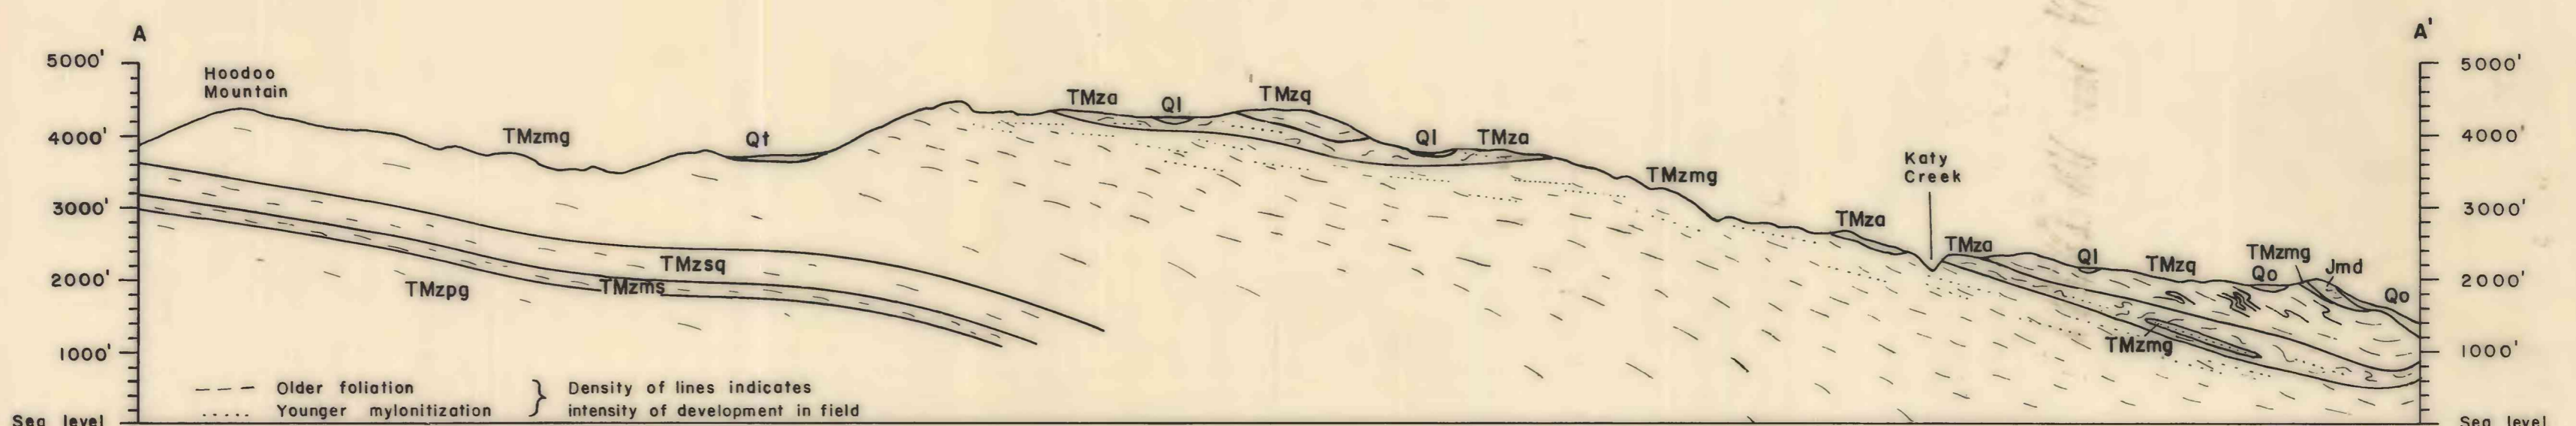 A
A'
5000'
4000'
3000'
2000'
1000'
Sea level
Hoodoo
Mountain
TMzmg
Qt
TMza
Ql
TMzq
Ql
TMza
TMzmg
Katy
Creek
TMza
TMza
Ql
TMzq
TMzmg
Qo
Jmd
Qo
TMzmg
TMzsq
TMzms
TMzpg
Older foliation
Younger mylonitization
Density of lines indicates
intensity of development in field
5000'
4000'
3000'
2000'
1000'
Sea level